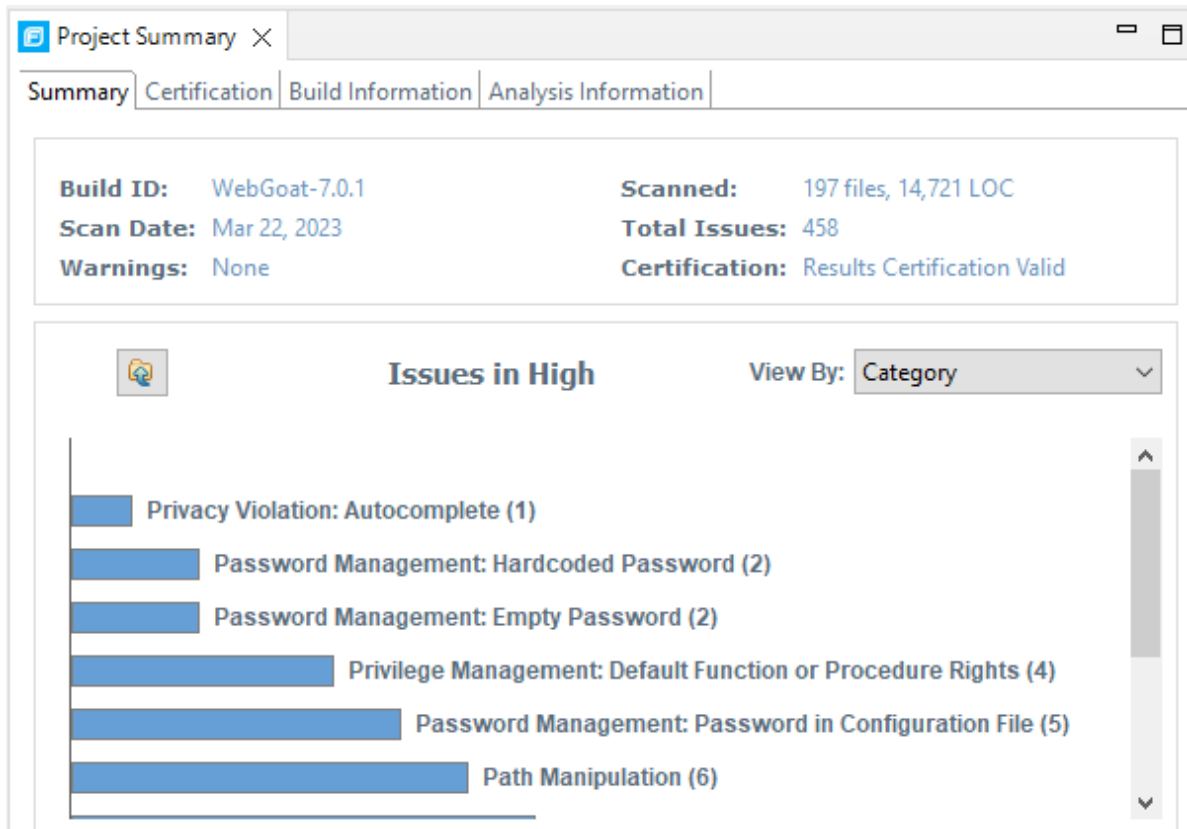 Project Summary
Summary Certification Build Information Analysis Information
Build ID: WebGoat-7.0.1 Scanned: 197 files, 14,721 LOC
Scan Date: Mar 22, 2023 Total Issues: 458
Warnings: None Certification: Results Certification Valid
Issues in High View By: Category
Privacy Violation: Autocomplete (1)
Password Management: Hardcoded Password (2)
Password Management: Empty Password (2)
Privilege Management: Default Function or Procedure Rights (4)
Password Management: Password in Configuration File (5)
Path Manipulation (6)